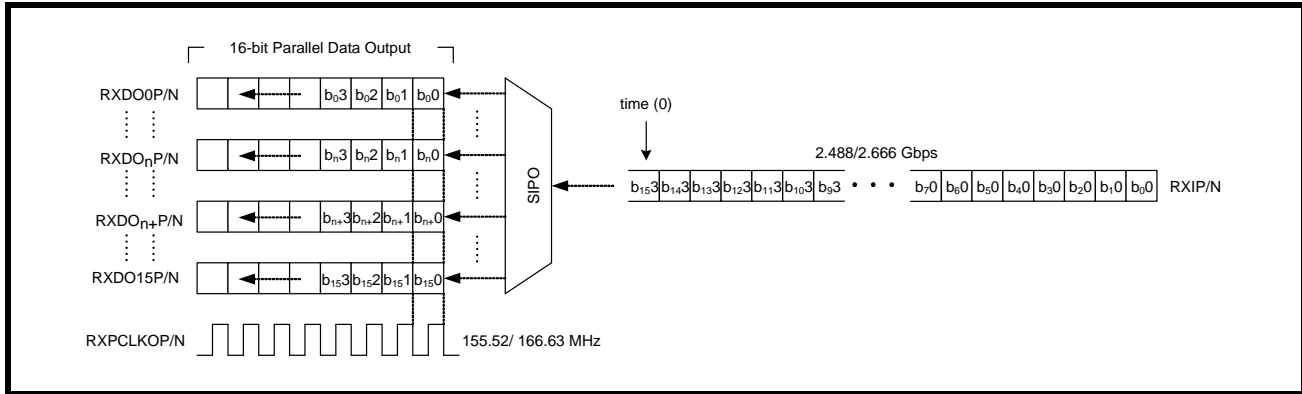 16-bit Parallel Data Output
RXDO0P/N
b₀3 b₀2 b₀1 b₀0
time (0)
RXDOnP/N
bₙ3 bₙ2 bₙ1 bₙ0
2.488/2.666 Gbps
SIPO
b₁₅3 b₁₄3 b₁₃3 b₁₂3 b₁₁3 b₁₀3 b₉3 • • • b₇0 b₆0 b₅0 b₄0 b₃0 b₂0 b₁0 b₀0 RXIP/N
RXDOn+P/N
bₙ₊3 bₙ₊2 bₙ₊1 bₙ₊0
RXDO15P/N
b₁₅3 b₁₅2 b₁₅1 b₁₅0
RXPCLKOP/N
155.52/ 166.63 MHz